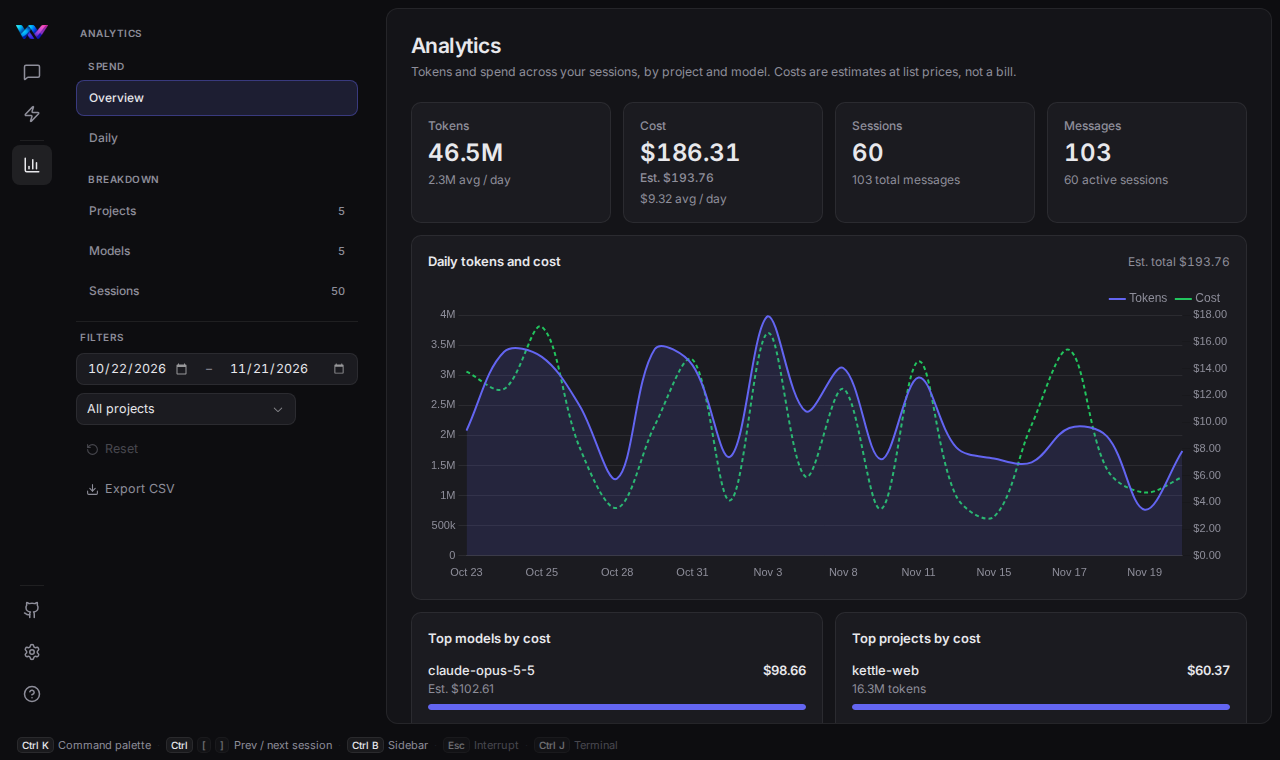 ANALYTICS
SPEND
Overview
Daily
BREAKDOWN
Projects 5
Models 5
Sessions 50
FILTERS
10/22/2026 – 11/21/2026
All projects
Reset
Export CSV
Analytics
Tokens and spend across your sessions, by project and model. Costs are estimates at list prices, not a bill.
Tokens
46.5M
2.3M avg / day
Cost
$186.31
Est. $193.76
$9.32 avg / day
Sessions
60
103 total messages
Messages
103
60 active sessions
Daily tokens and cost
Est. total $193.76
Tokens Cost
4M $18.00
3.5M $16.00
3M $14.00
2.5M $12.00
2M $10.00
1.5M $8.00
1M $6.00
500k $4.00
0 $2.00
$0.00
Oct 23 Oct 25 Oct 28 Oct 31 Nov 3 Nov 8 Nov 11 Nov 15 Nov 17 Nov 19
Top models by cost
claude-opus-5-5 $98.66
Est. $102.61
Top projects by cost
kettle-web $60.37
16.3M tokens
Ctrl K Command palette Ctrl [ ] Prev / next session Ctrl B Sidebar Esc Interrupt Ctrl J Terminal